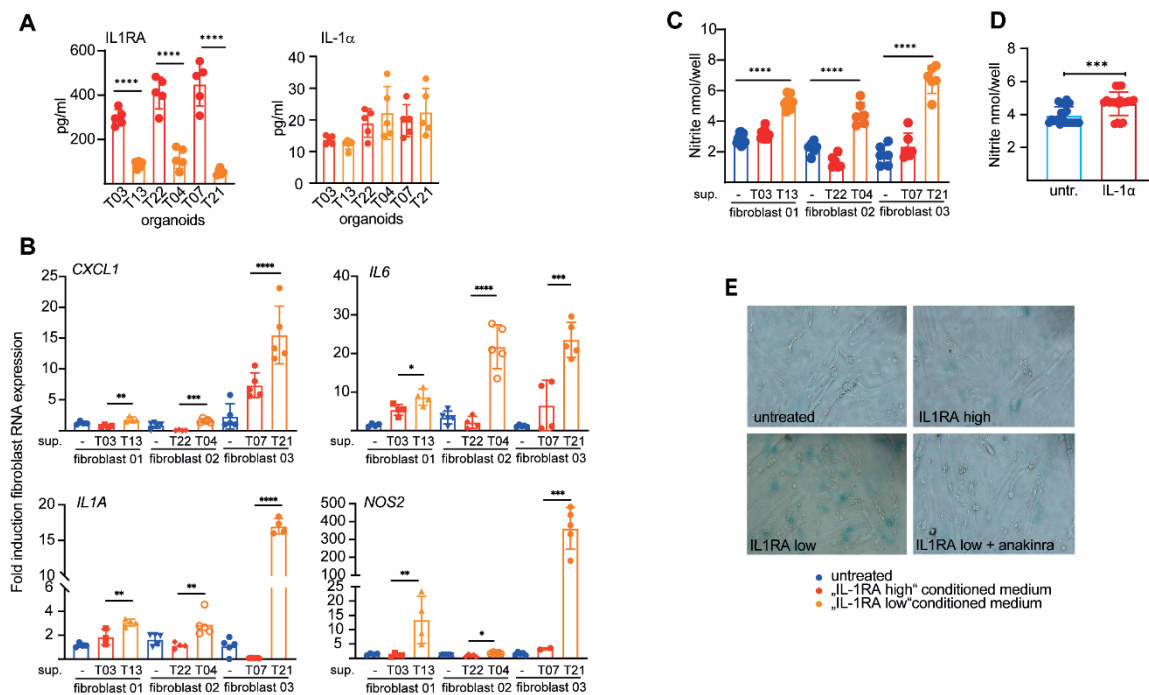 A
IL1RA
IL-1α
**** **** ****
600
400
300
pg/ml
T03 T13 T22 T04 T07 T21
organoids
40
30
20
10
0
pg/ml
T03 T13 T22 T04 T07 T21
organoids
B
Fold induction fibroblast RNA expression
CXCL1
25
20
15
10
5
** *** ****
sup. - T03 T13 - T22 T04 - T07 T21
fibroblast 01 fibroblast 02 fibroblast 03
IL6
40
30
20
10
0
* **** ***
- T03 T13 - T22 T04 - T07 T21
fibroblast 01 fibroblast 02 fibroblast 03
IL1A
25
20
15
6
4
2
** ** ****
sup. - T03 T13 - T22 T04 - T07 T21
fibroblast 01 fibroblast 02 fibroblast 03
NOS2
500
400
300
200
100
25
20
15
10
5
0
** * ***
sup. - T03 T13 - T22 T04 - T07 T21
fibroblast 01 fibroblast 02 fibroblast 03
C
Nitrite nmol/well
8
6
4
2
**** **** ****
sup. - T03 T13 - T22 T04 - T07 T21
fibroblast 01 fibroblast 02 fibroblast 03
D
Nitrite nmol/well
8
6
4
2
0
***
untr. IL-1α
E
untreated
IL1RA high
IL1RA low
IL1RA low + anakinra
untreated
„IL-1RA high“ conditioned medium
„IL-1RA low“conditioned medium